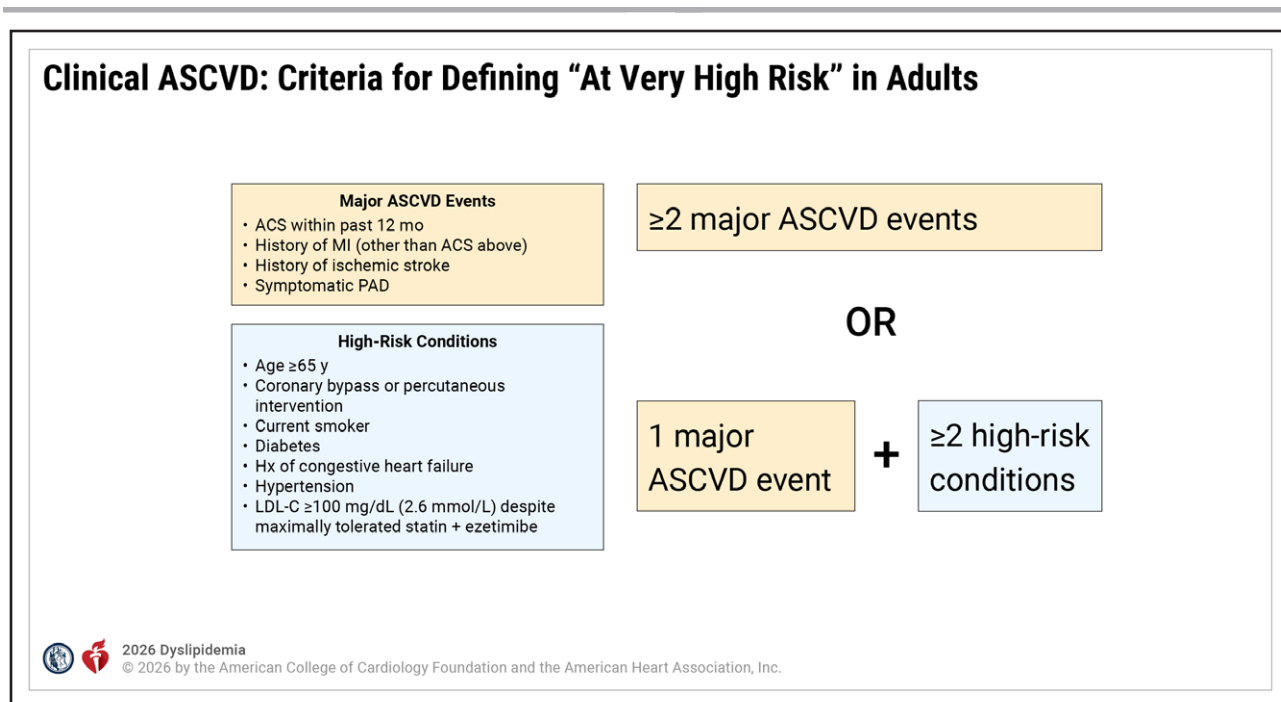 Clinical ASCVD: Criteria for Defining “At Very High Risk” in Adults
Major ASCVD Events
• ACS within past 12 mo
• History of MI (other than ACS above)
• History of ischemic stroke
• Symptomatic PAD
High-Risk Conditions
• Age ≥65 y
• Coronary bypass or percutaneous
intervention
• Current smoker
• Diabetes
• Hx of congestive heart failure
• Hypertension
• LDL-C ≥100 mg/dL (2.6 mmol/L) despite
maximally tolerated statin + ezetimibe
≥2 major ASCVD events
OR
1 major
ASCVD event
+
≥2 high-risk
conditions
2026 Dyslipidemia
© 2026 by the American College of Cardiology Foundation and the American Heart Association, Inc.